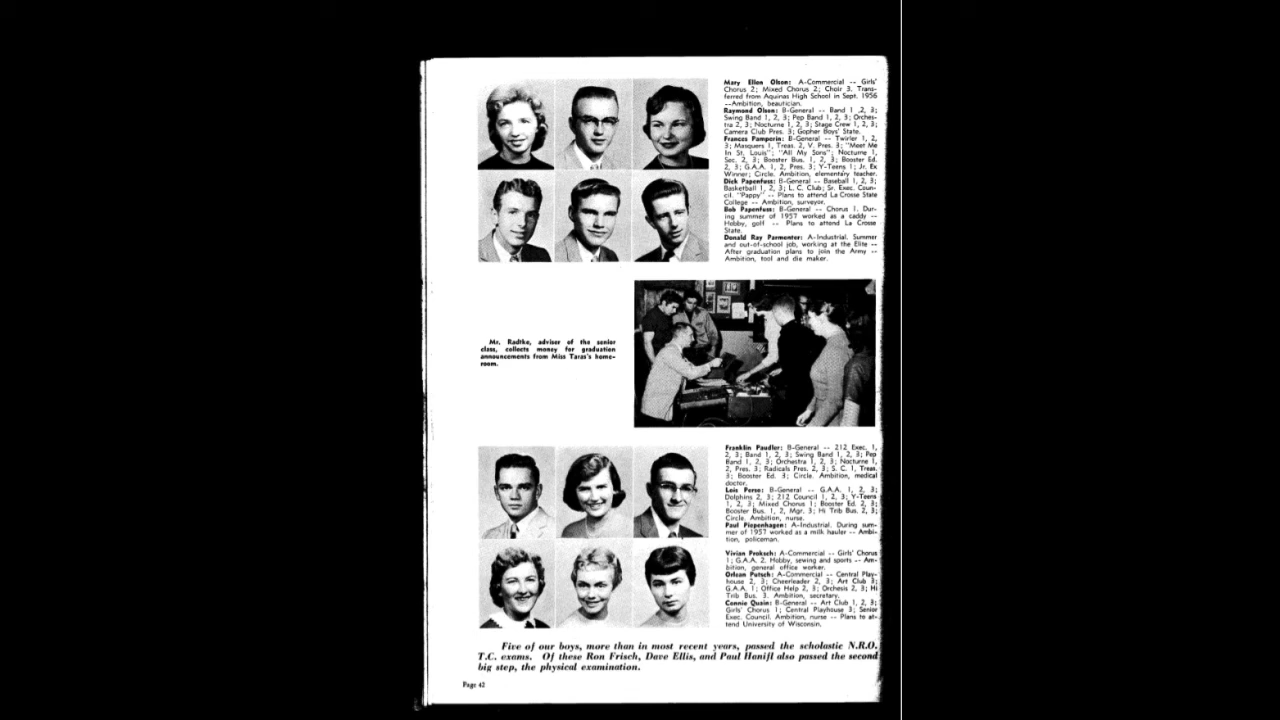 Mary Ellen Olson: A-Commercial -- Girls'
Chorus 2; Mixed Chorus 2; Choir 3. Trans-
ferred from Aquinas High School in Sept. 1956
--Ambition, beautician.
Raymond Olson: B-General -- Band 1 ,2, 3;
Swing Band 1, 2, 3; Pep Band 1, 2, 3; Orches-
tra 2, 3; Nocturne 1, 2, 3; Stage Crew 1, 2, 3;
Camera Club Pres. 3; Gopher Boys' State.
Frances Pamperin: B-General -- Twirler 1, 2,
3; Masquers 1, Treas. 2, V. Pres. 3; "Meet Me
In St. Louis"; "All My Sons"; Nocturne 1,
Sec. 2, 3; Booster Bus. 1, 2, 3; Booster Ed.
2, 3; G.A.A. 1, 2, Pres. 3; Y-Teens 1; Jr. Ex
Winner; Circle. Ambition, elementary teacher.
Dick Papenfuss: B-General -- Baseball 1, 2, 3;
Basketball 1, 2, 3; L. C. Club; Sr. Exec. Coun-
cil. "Pappy" -- Plans to attend La Crosse State
College -- Ambition, surveyor.
Bob Papenfuss: B-General -- Chorus 1. Dur-
ing summer of 1957 worked as a caddy --
Hobby, golf -- Plans to attend La Crosse
State.
Donald Ray Parmenter: A-Industrial. Summer
and out-of-school job, working at the Elite --
After graduation plans to join the Army --
Ambition, tool and die maker.
Mr. Radtke, adviser of the senior
class, collects money for graduation
announcements from Miss Taras's home-
room.
Franklin Paudler: B-General -- 212 Exec. 1,
2, 3; Band 1, 2, 3; Swing Band 1, 2, 3; Pep
Band 1, 2, 3; Orchestra 1, 2, 3; Nocturne 1,
2, Pres. 3; Radicals Pres. 2, 3; S. C. 1, Treas.
3; Booster Ed. 3; Circle. Ambition, medical
doctor.
Lois Perso: B-General -- G.A.A. 1, 2, 3;
Dolphins 2, 3; 212 Council 1, 2, 3; Y-Teens
1, 2, 3; Mixed Chorus 1; Booster Ed. 2, 3;
Booster Bus. 1, 2, Mgr. 3; Hi Trib Bus. 2, 3;
Circle. Ambition, nurse.
Paul Piepenhagen: A-Industrial. During sum-
mer of 1957 worked as a milk hauler -- Ambi-
tion, policeman.
Vivian Proksch: A-Commercial -- Girls' Chorus
1; G.A.A. 2. Hobby, sewing and sports -- Am-
bition, general office worker.
Orlean Putsch: A-Commercial -- Central Play-
house 2, 3; Cheerleader 2, 3; Art Club 3;
G.A.A. 1; Office Help 2, 3; Orchesis 2, 3; Hi
Trib Bus. 3. Ambition, secretary.
Connie Quain: B-General -- Art Club 1, 2, 3;
Girls' Chorus 1; Central Playhouse 3; Senior
Exec. Council. Ambition, nurse -- Plans to at-
tend University of Wisconsin.
Five of our boys, more than in most recent years, passed the scholastic N.R.O.
T.C. exams. Of these Ron Frisch, Dave Ellis, and Paul Hanifl also passed the second
big step, the physical examination.
Page 42